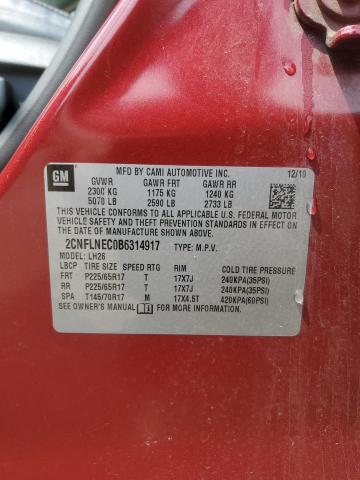 GM
MFD BY CAMI AUTOMOTIVE INC. 12/10
GVWR GAWR FRT GAWR RR
2300 KG 1175 KG 1240 KG
5070 LB 2590 LB 2733 LB
THIS VEHICLE CONFORMS TO ALL APPLICABLE U.S. FEDERAL MOTOR
VEHICLE SAFETY AND THEFT PREVENTION STANDARDS IN EFFECT
ON THE DATE OF MANUFACTURE SHOWN ABOVE.
2CNFLNEC0B6314917 TYPE: M.P.V.
MODEL: LH26
LBCP TIRE SIZE SPEED RTG RIM COLD TIRE PRESSURE
FRT P225/65R17 T 17X7J 240KPA(35PSI)
RR P225/65R17 T 17X7J 240KPA(35PSI)
SPA T145/70R17 M 17X4.5T 420KPA(60PSI)
SEE OWNER'S MANUAL FOR MORE INFORMATION